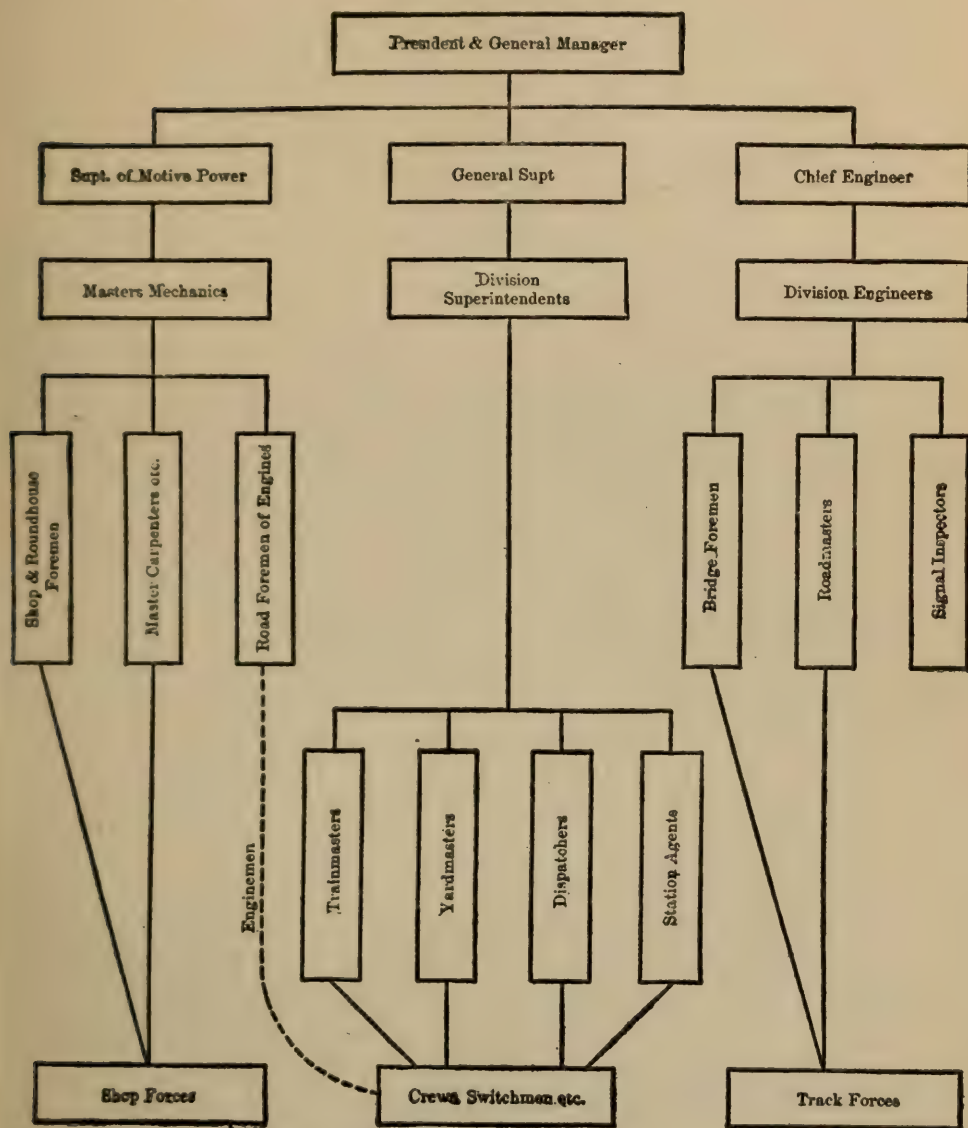 President & General Manager
Supt. of Motive Power
General Supt
Chief Engineer
Masters Mechanics
Division
Superintendents
Division Engineers
Shop & Roundhouse
Foremen
Master Carpenters etc.
Road Foremen of Engines
Bridge Foremen
Roadmasters
Signal Inspectors
Enginemen
Trainmasters
Yardmasters
Dispatchers
Station Agents
Shop Forces
Crews Switchmen etc.
Track Forces